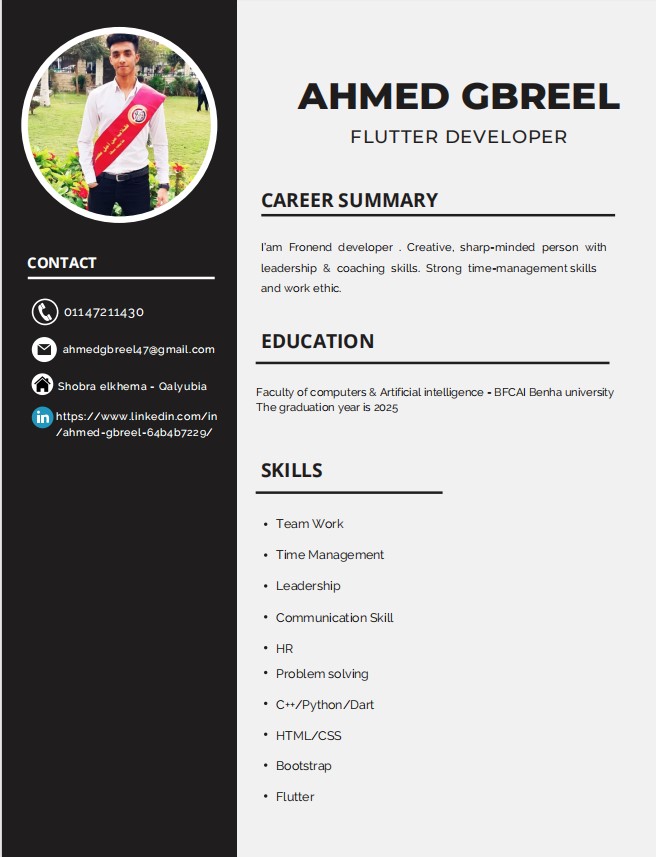 AHMED GBREEL
FLUTTER DEVELOPER
CONTACT
01147211430
ahmedgbreel47@gmail.com
Shobra elkhema - Qalyubia
in
https://www.linkedin.com/in
/ahmed-gbreel-64b4b7229/
CAREER SUMMARY
I'am Fronend developer . Creative, sharp-minded person with
leadership & coaching skills. Strong time-management skills
and work ethic.
EDUCATION
Faculty of computers & Artificial intelligence - BFCAI Benha university
The graduation year is 2025
SKILLS
• Team Work
• Time Management
• Leadership
• Communication Skill
• HR
• Problem solving
• C++/Python/Dart
• HTML/CSS
• Bootstrap
• Flutter